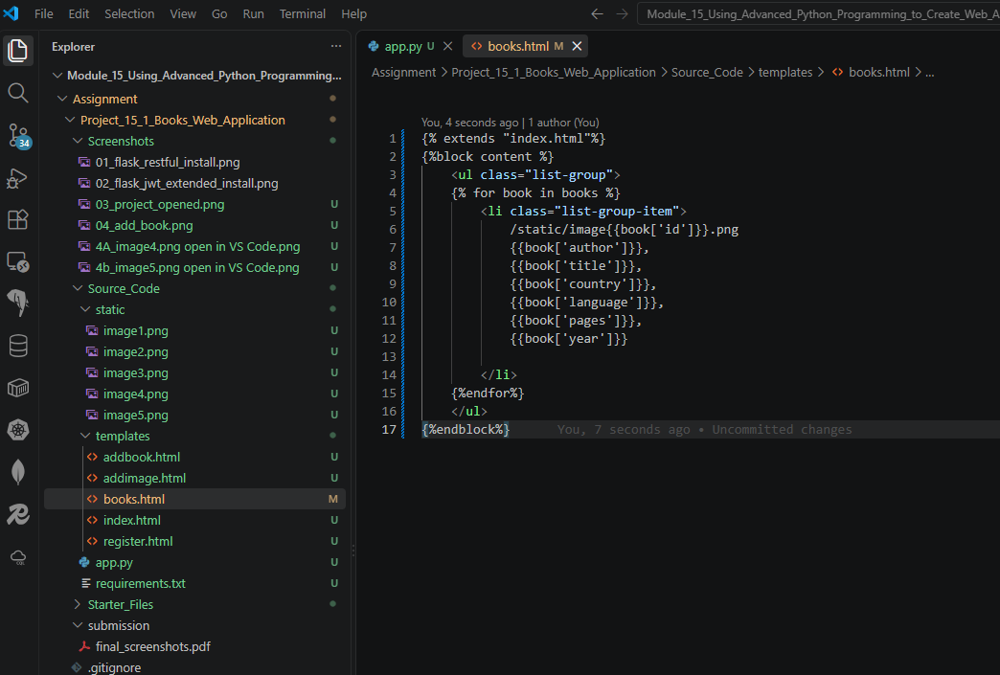 File Edit Selection View Go Run Terminal Help
Module_15_Using_Advanced_Python_Programming_to_Create_Web_A
Explorer
Module_15_Using_Advanced_Python_Programming...
Assignment
Project_15_1_Books_Web_Application
Screenshots
01_flask_restful_install.png
02_flask_jwt_extended_install.png
03_project_opened.png U
04_add_book.png U
4A_image4.png open in VS Code.png U
4b_image5.png open in VS Code.png U
Source_Code
static
image1.png U
image2.png U
image3.png U
image4.png U
image5.png U
templates
addbook.html U
addimage.html U
books.html M
index.html U
register.html U
app.py U
requirements.txt U
Starter_Files
submission
final_screenshots.pdf
.gitignore
34
app.py U
books.html M
Assignment > Project_15_1_Books_Web_Application > Source_Code > templates > books.html > ...
You, 4 seconds ago | 1 author (You)
1 {% extends "index.html"%}
2 {%block content %}
3 <ul class="list-group">
4 {% for book in books %}
5 <li class="list-group-item">
6 /static/image{{book['id']}}.png
7 {{book['author']}},
8 {{book['title']}},
9 {{book['country']}},
10 {{book['language']}},
11 {{book['pages']}},
12 {{book['year']}}
13
14 </li>
15 {%endfor%}
16 </ul>
17 {%endblock%} You, 7 seconds ago • Uncommitted changes